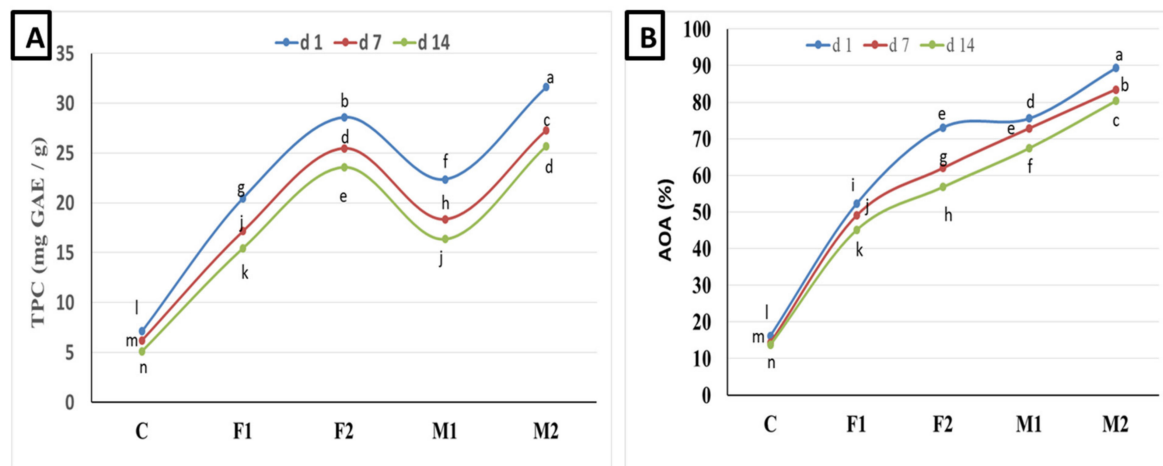 A
d 1 d 7 d 14
TPC (mg GAE / g)
35
30
25
20
15
10
5
0
a
b
c
d
d
e
f
g
h
j
j
k
l
m
n
C F1 F2 M1 M2
B
d 1 d 7 d 14
AOA (%)
100
90
80
70
60
50
40
30
20
10
0
a
b
c
d
e
e
f
g
h
i
j
k
l
m
n
C F1 F2 M1 M2